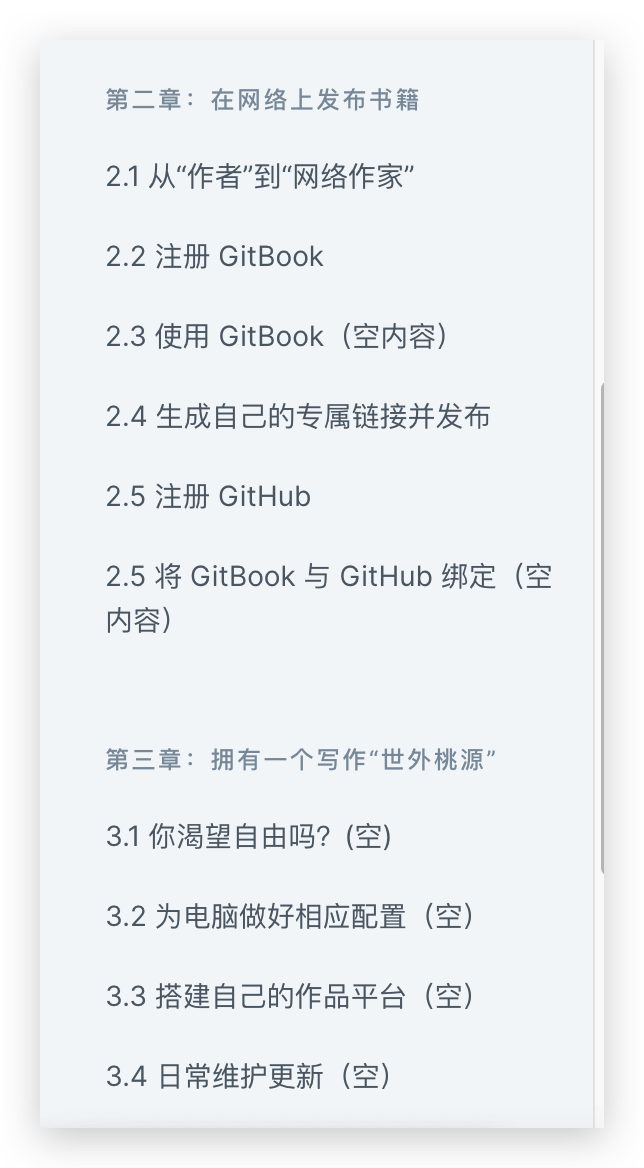 第二章：在网络上发布书籍
2.1 从“作者”到“网络作家”
2.2 注册 GitBook
2.3 使用 GitBook（空内容）
2.4 生成自己的专属链接并发布
2.5 注册 GitHub
2.5 将 GitBook 与 GitHub 绑定（空
内容）
第三章：拥有一个写作“世外桃源”
3.1 你渴望自由吗？(空)
3.2 为电脑做好相应配置（空）
3.3 搭建自己的作品平台（空）
3.4 日常维护更新（空）